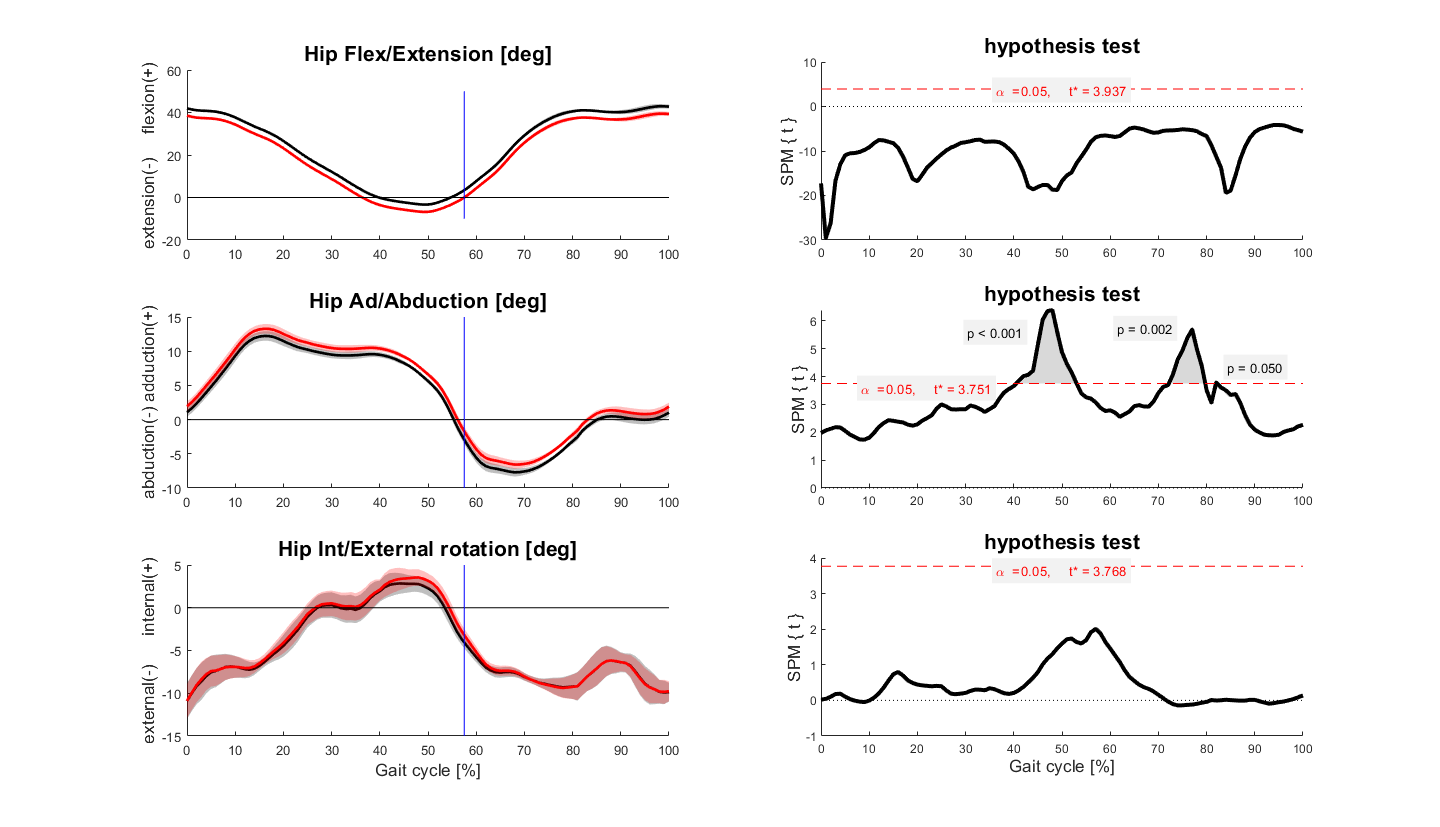 Hip Flex/Extension [deg]
extension(-) flexion(+)
60
40
20
0
-20
0 10 20 30 40 50 60 70 80 90 100
hypothesis test
SPM { t }
10
0
-10
-20
-30
α =0.05, t* = 3.937
0 10 20 30 40 50 60 70 80 90 100
Hip Ad/Abduction [deg]
abduction(-) adduction(+)
15
10
5
0
-5
-10
0 10 20 30 40 50 60 70 80 90 100
hypothesis test
SPM { t }
6
5
4
3
2
1
0
p < 0.001
p = 0.002
p = 0.050
α =0.05, t* = 3.751
0 10 20 30 40 50 60 70 80 90 100
Hip Int/External rotation [deg]
external(-) internal(+)
5
0
-5
-10
-15
0 10 20 30 40 50 60 70 80 90 100
Gait cycle [%]
hypothesis test
SPM { t }
4
3
2
1
0
-1
α =0.05, t* = 3.768
0 10 20 30 40 50 60 70 80 90 100
Gait cycle [%]